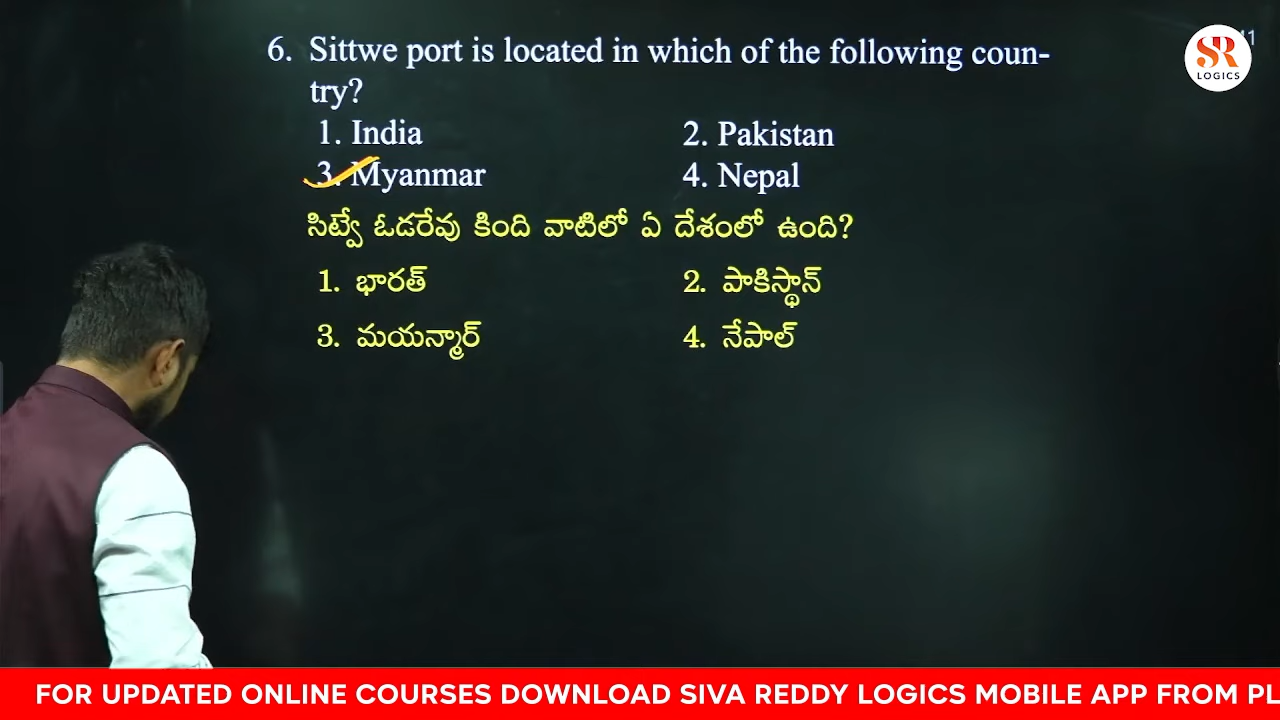 SR
LOGICS
6. Sittwe port is located in which of the following coun-
try?
1. India 2. Pakistan
3. Myanmar 4. Nepal
సిట్వే ఓడరేవు కింది వాటిలో ఏ దేశంలో ఉంది?
1. భారత్ 2. పాకిస్థాన్
3. మయన్మార్ 4. నేపాల్
FOR UPDATED ONLINE COURSES DOWNLOAD SIVA REDDY LOGICS MOBILE APP FROM PL